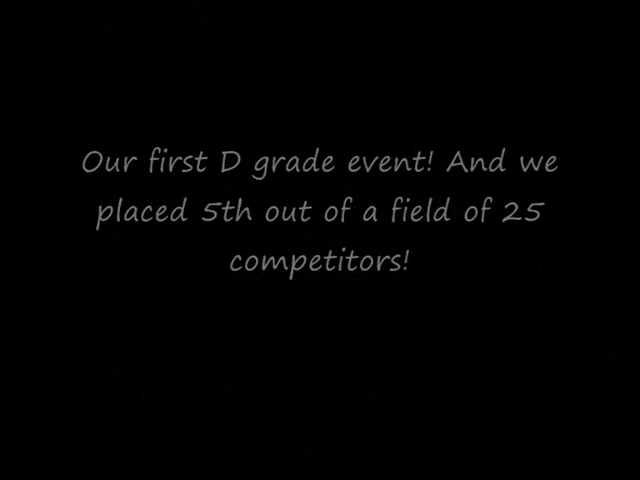 Our first D grade event! And we
placed 5th out of a field of 25
competitors!